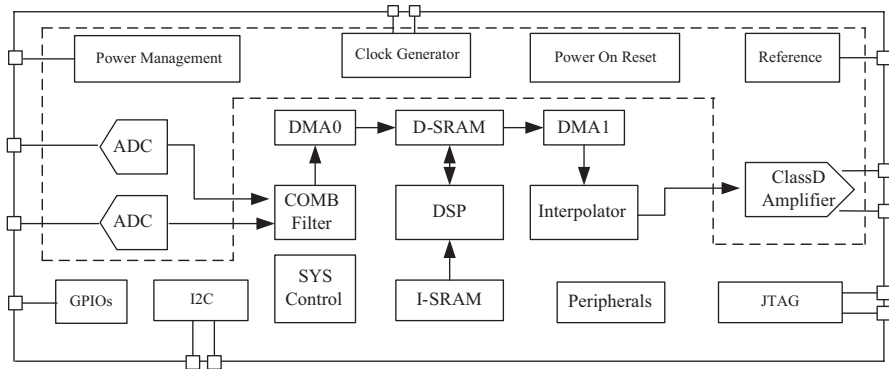 Power Management
Clock Generator
Power On Reset
Reference
ADC
DMA0
D-SRAM
DMA1
ADC
COMB
Filter
DSP
Interpolator
ClassD
Amplifier
GPIOs
I2C
SYS
Control
I-SRAM
Peripherals
JTAG